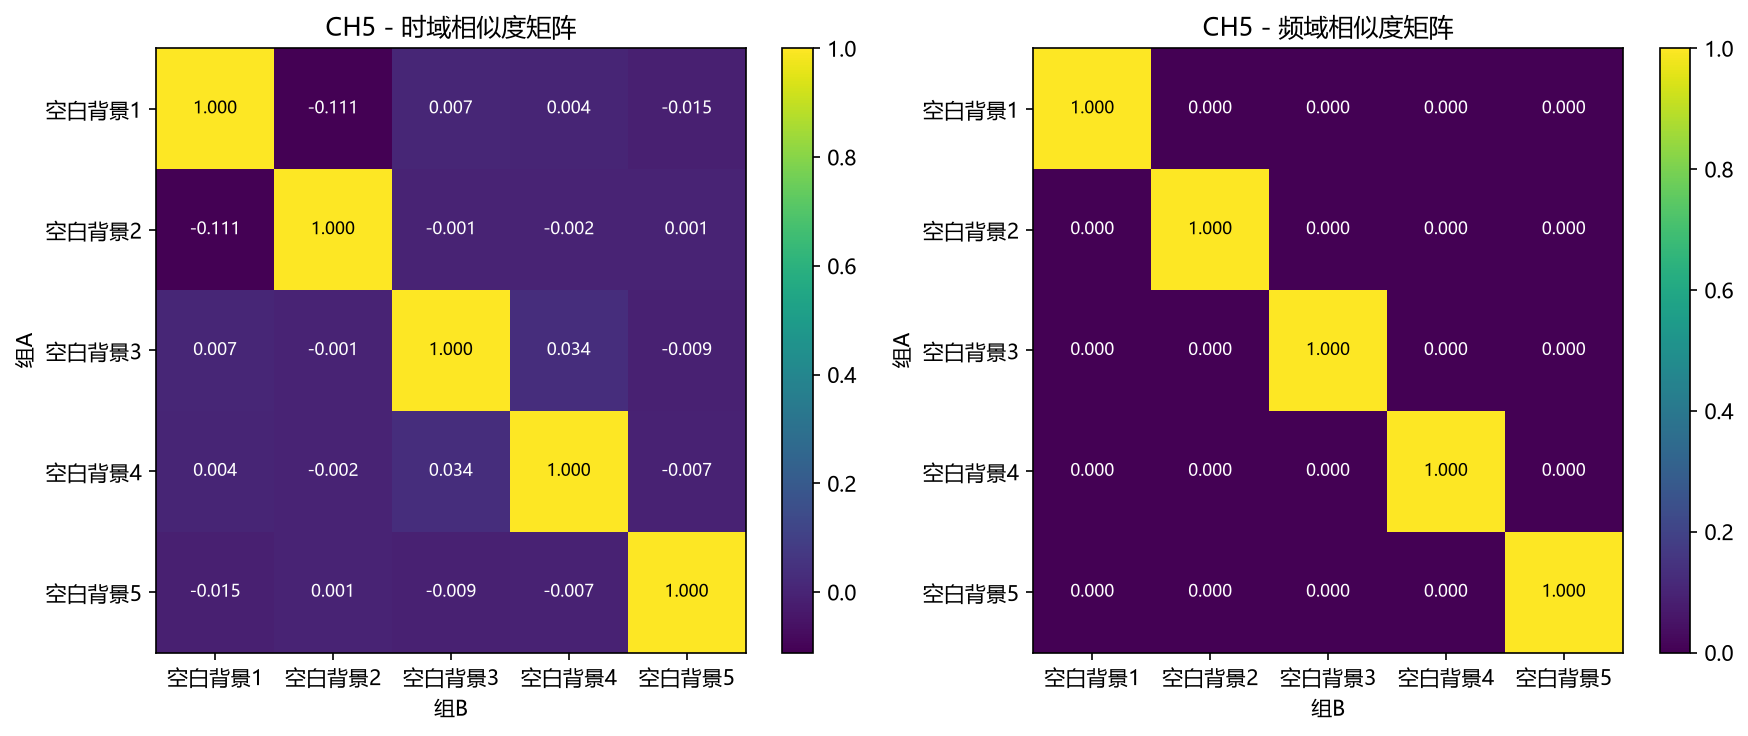 CH5 - 时域相似度矩阵
空白背景1 1.000 -0.111 0.007 0.004 -0.015
空白背景2 -0.111 1.000 -0.001 -0.002 0.001
空白背景3 0.007 -0.001 1.000 0.034 -0.009
空白背景4 0.004 -0.002 0.034 1.000 -0.007
空白背景5 -0.015 0.001 -0.009 -0.007 1.000
空白背景1 空白背景2 空白背景3 空白背景4 空白背景5
组B
组A
1.0
0.8
0.6
0.4
0.2
0.0
CH5 - 频域相似度矩阵
空白背景1 1.000 0.000 0.000 0.000 0.000
空白背景2 0.000 1.000 0.000 0.000 0.000
空白背景3 0.000 0.000 1.000 0.000 0.000
空白背景4 0.000 0.000 0.000 1.000 0.000
空白背景5 0.000 0.000 0.000 0.000 1.000
空白背景1 空白背景2 空白背景3 空白背景4 空白背景5
组B
组A
1.0
0.8
0.6
0.4
0.2
0.0